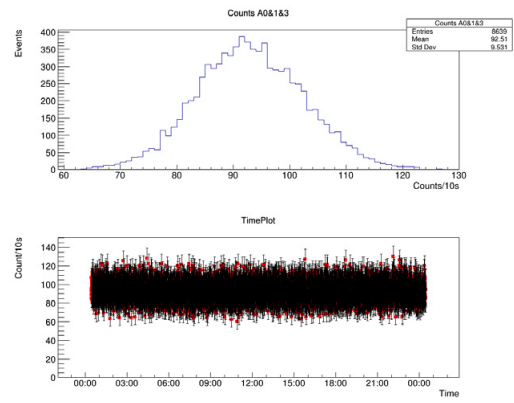 Counts A0&1&3
Counts A0&1&3
Entries 8639
Mean 92.51
Std Dev 9.531
Events
400
350
300
250
200
150
100
50
0
60 70 80 90 100 110 120 130
Counts/10s
TimePlot
Count/10s
140
120
100
80
60
40
20
0
00:00 03:00 06:00 09:00 12:00 15:00 18:00 21:00 00:00
Time